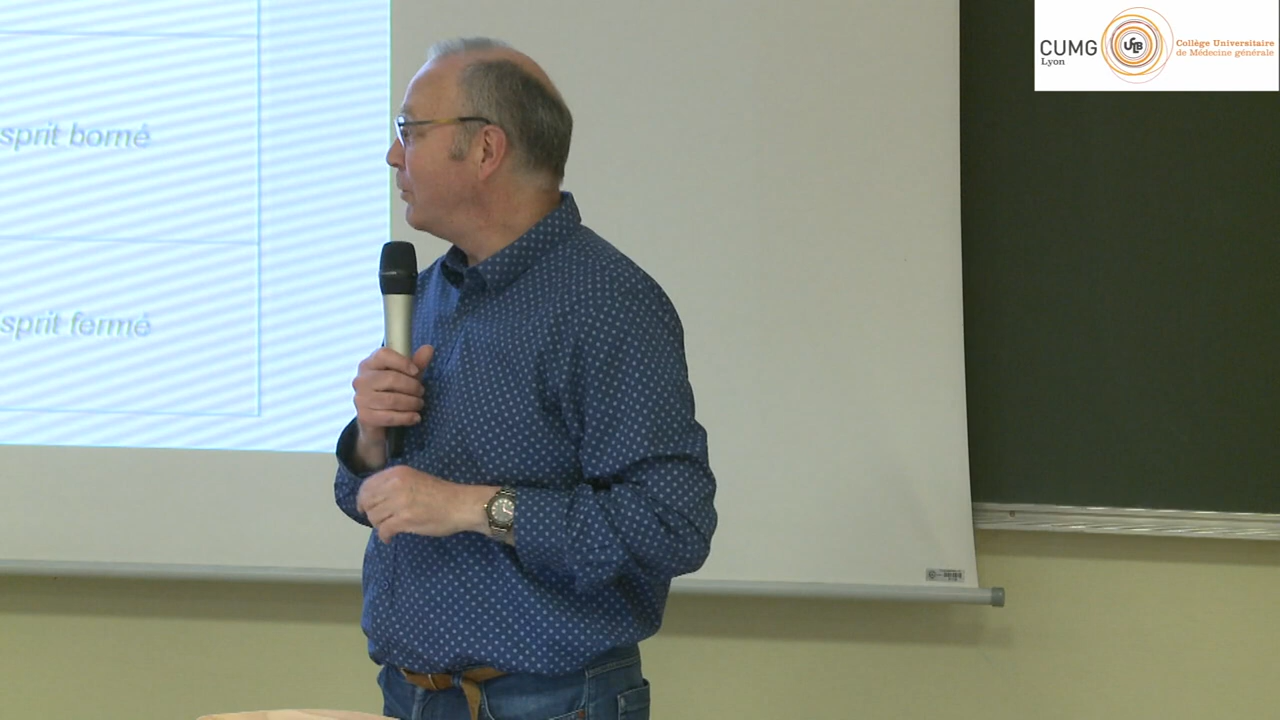 sprit borné
sprit fermé
CUMG
Lyon
Collège Universitaire
de Médecine générale